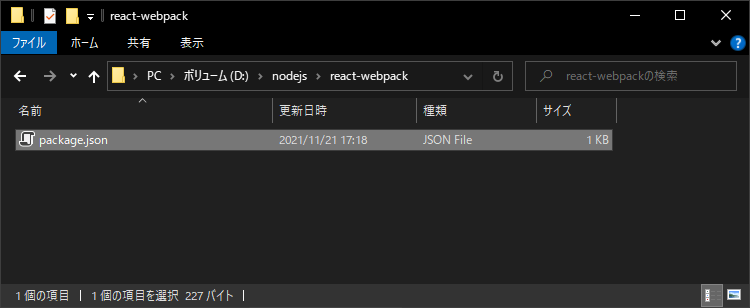 react-webpack
ファイル ホーム 共有 表示
PC ボリューム (D:) nodejs react-webpack react-webpackの検索
名前 更新日時 種類 サイズ
package.json 2021/11/21 17:18 JSON File 1 KB
1 個の項目 1 個の項目を選択 227 バイト